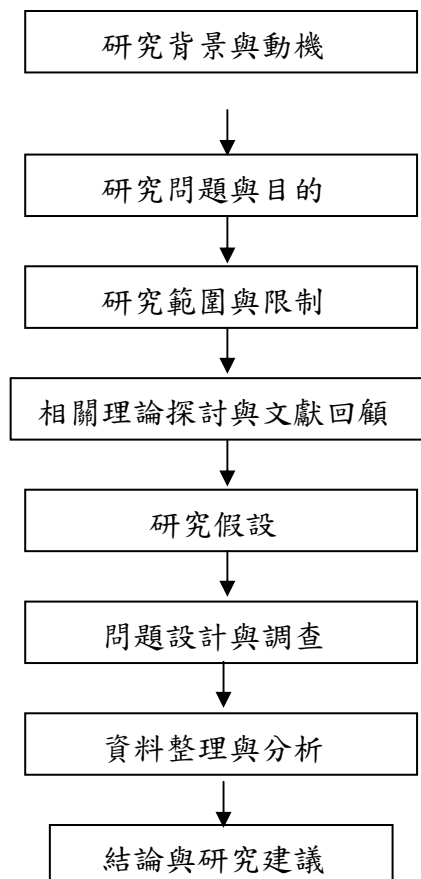 研究背景與動機
研究問題與目的
研究範圍與限制
相關理論探討與文獻回顧
研究假設
問題設計與調查
資料整理與分析
結論與研究建議